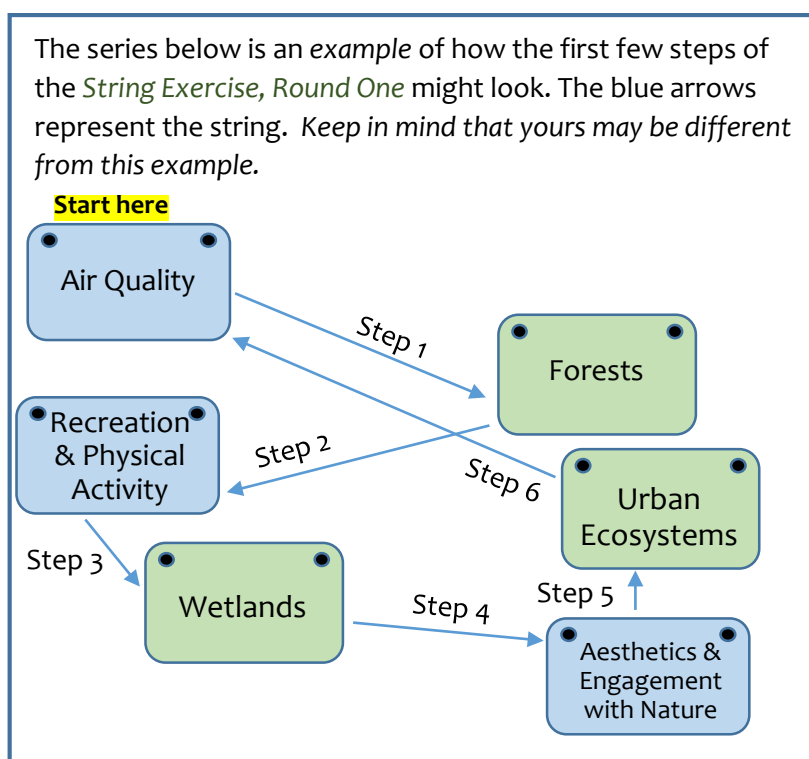 The series below is an example of how the first few steps of
the String Exercise, Round One might look. The blue arrows
represent the string.  Keep in mind that yours may be different
from this example.
Start here
Air Quality
Step 1
Forests
Recreation
& Physical
Activity
Step 2
Step 6
Urban
Ecosystems
Step 3
Wetlands
Step 4
Step 5
Aesthetics &
Engagement
with Nature